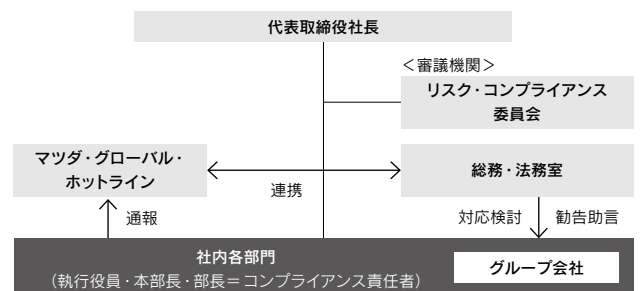 代表取締役社長
＜審議機関＞
リスク・コンプライアンス
委員会
マツダ・グローバル・
ホットライン
連携
総務・法務室
通報
対応検討
勧告助言
社内各部門
（執行役員・本部長・部長＝コンプライアンス責任者）
グループ会社